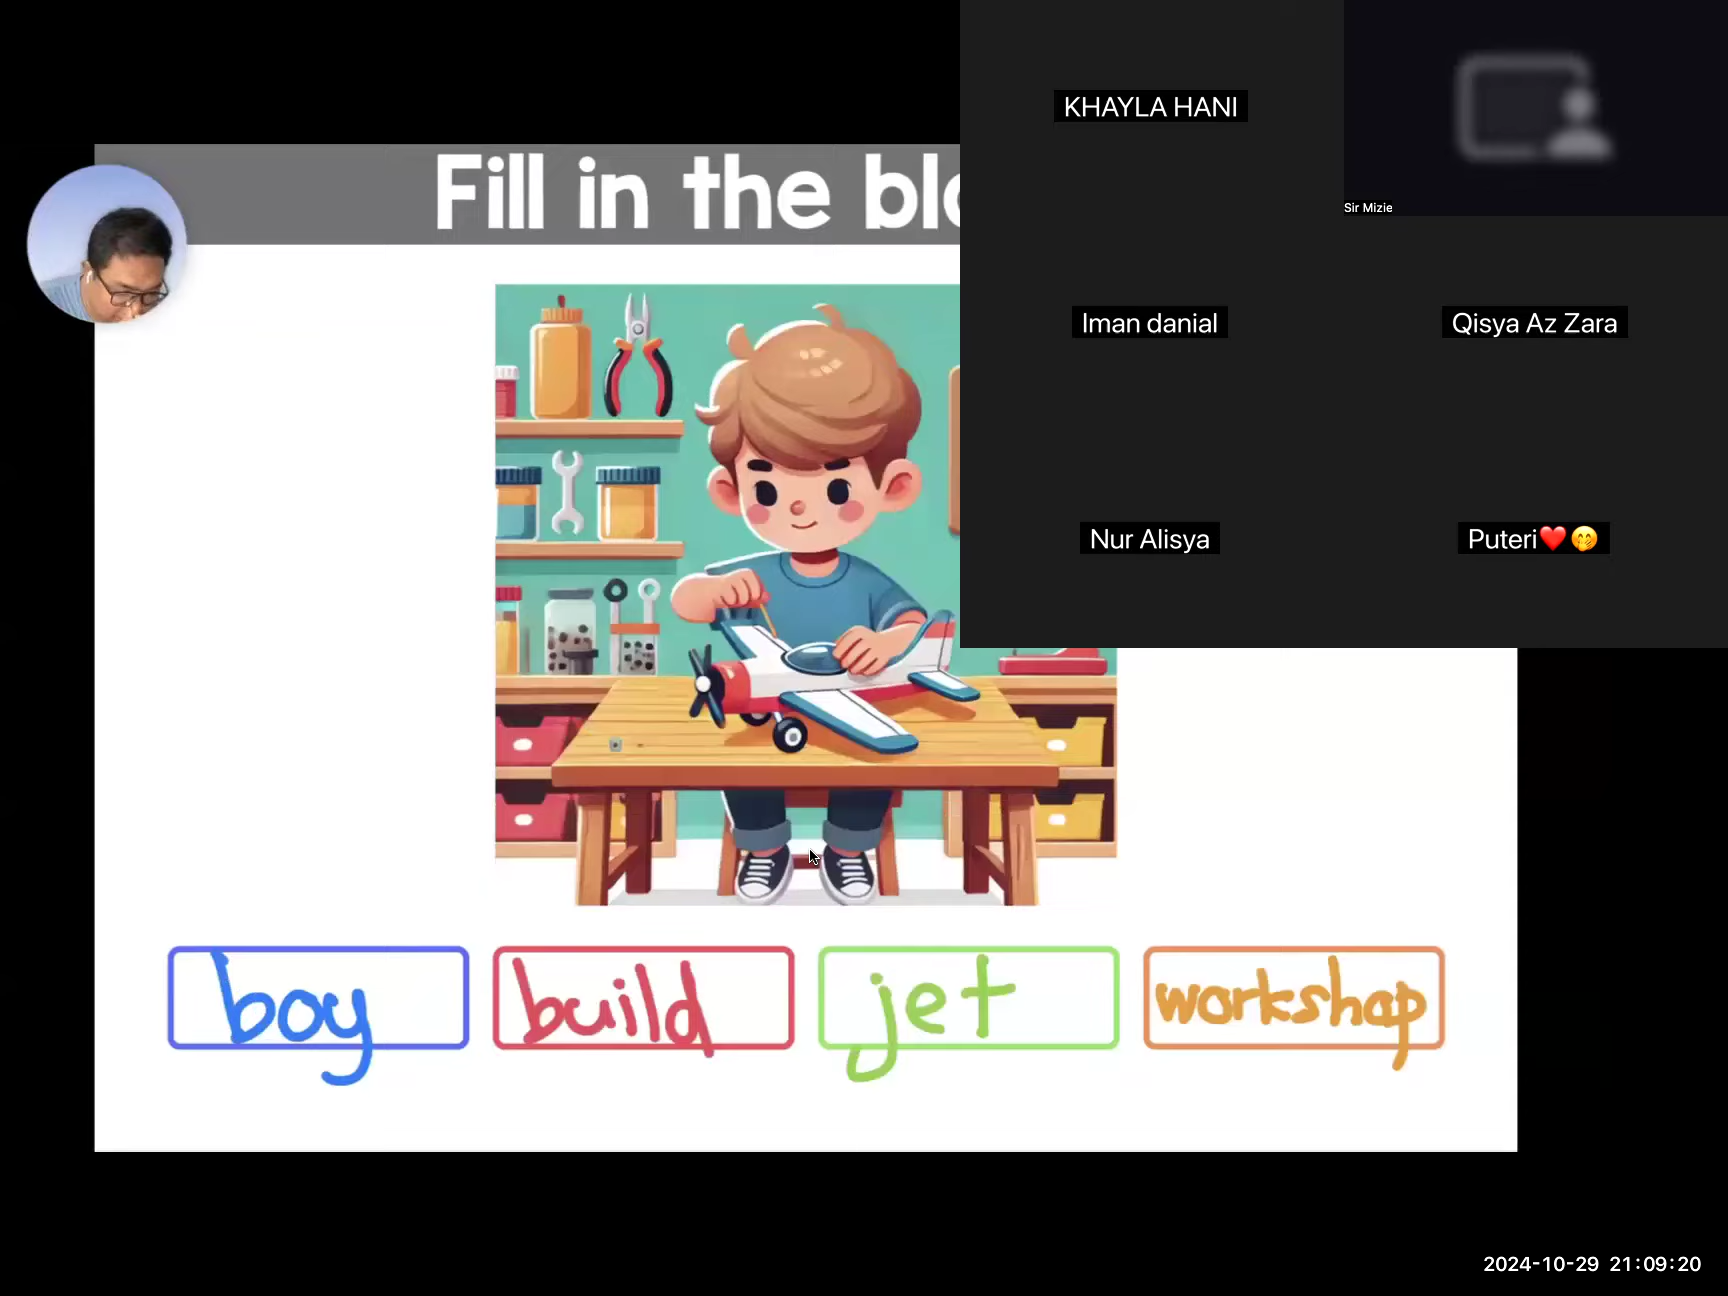 KHAYLA HANI
Sir Mizie
Fill in the bl
Iman danial
Qisya Az Zara
Nur Alisya
Puteri❤️🤭
boy
build
jet
workshop
2024-10-29 21:09:20